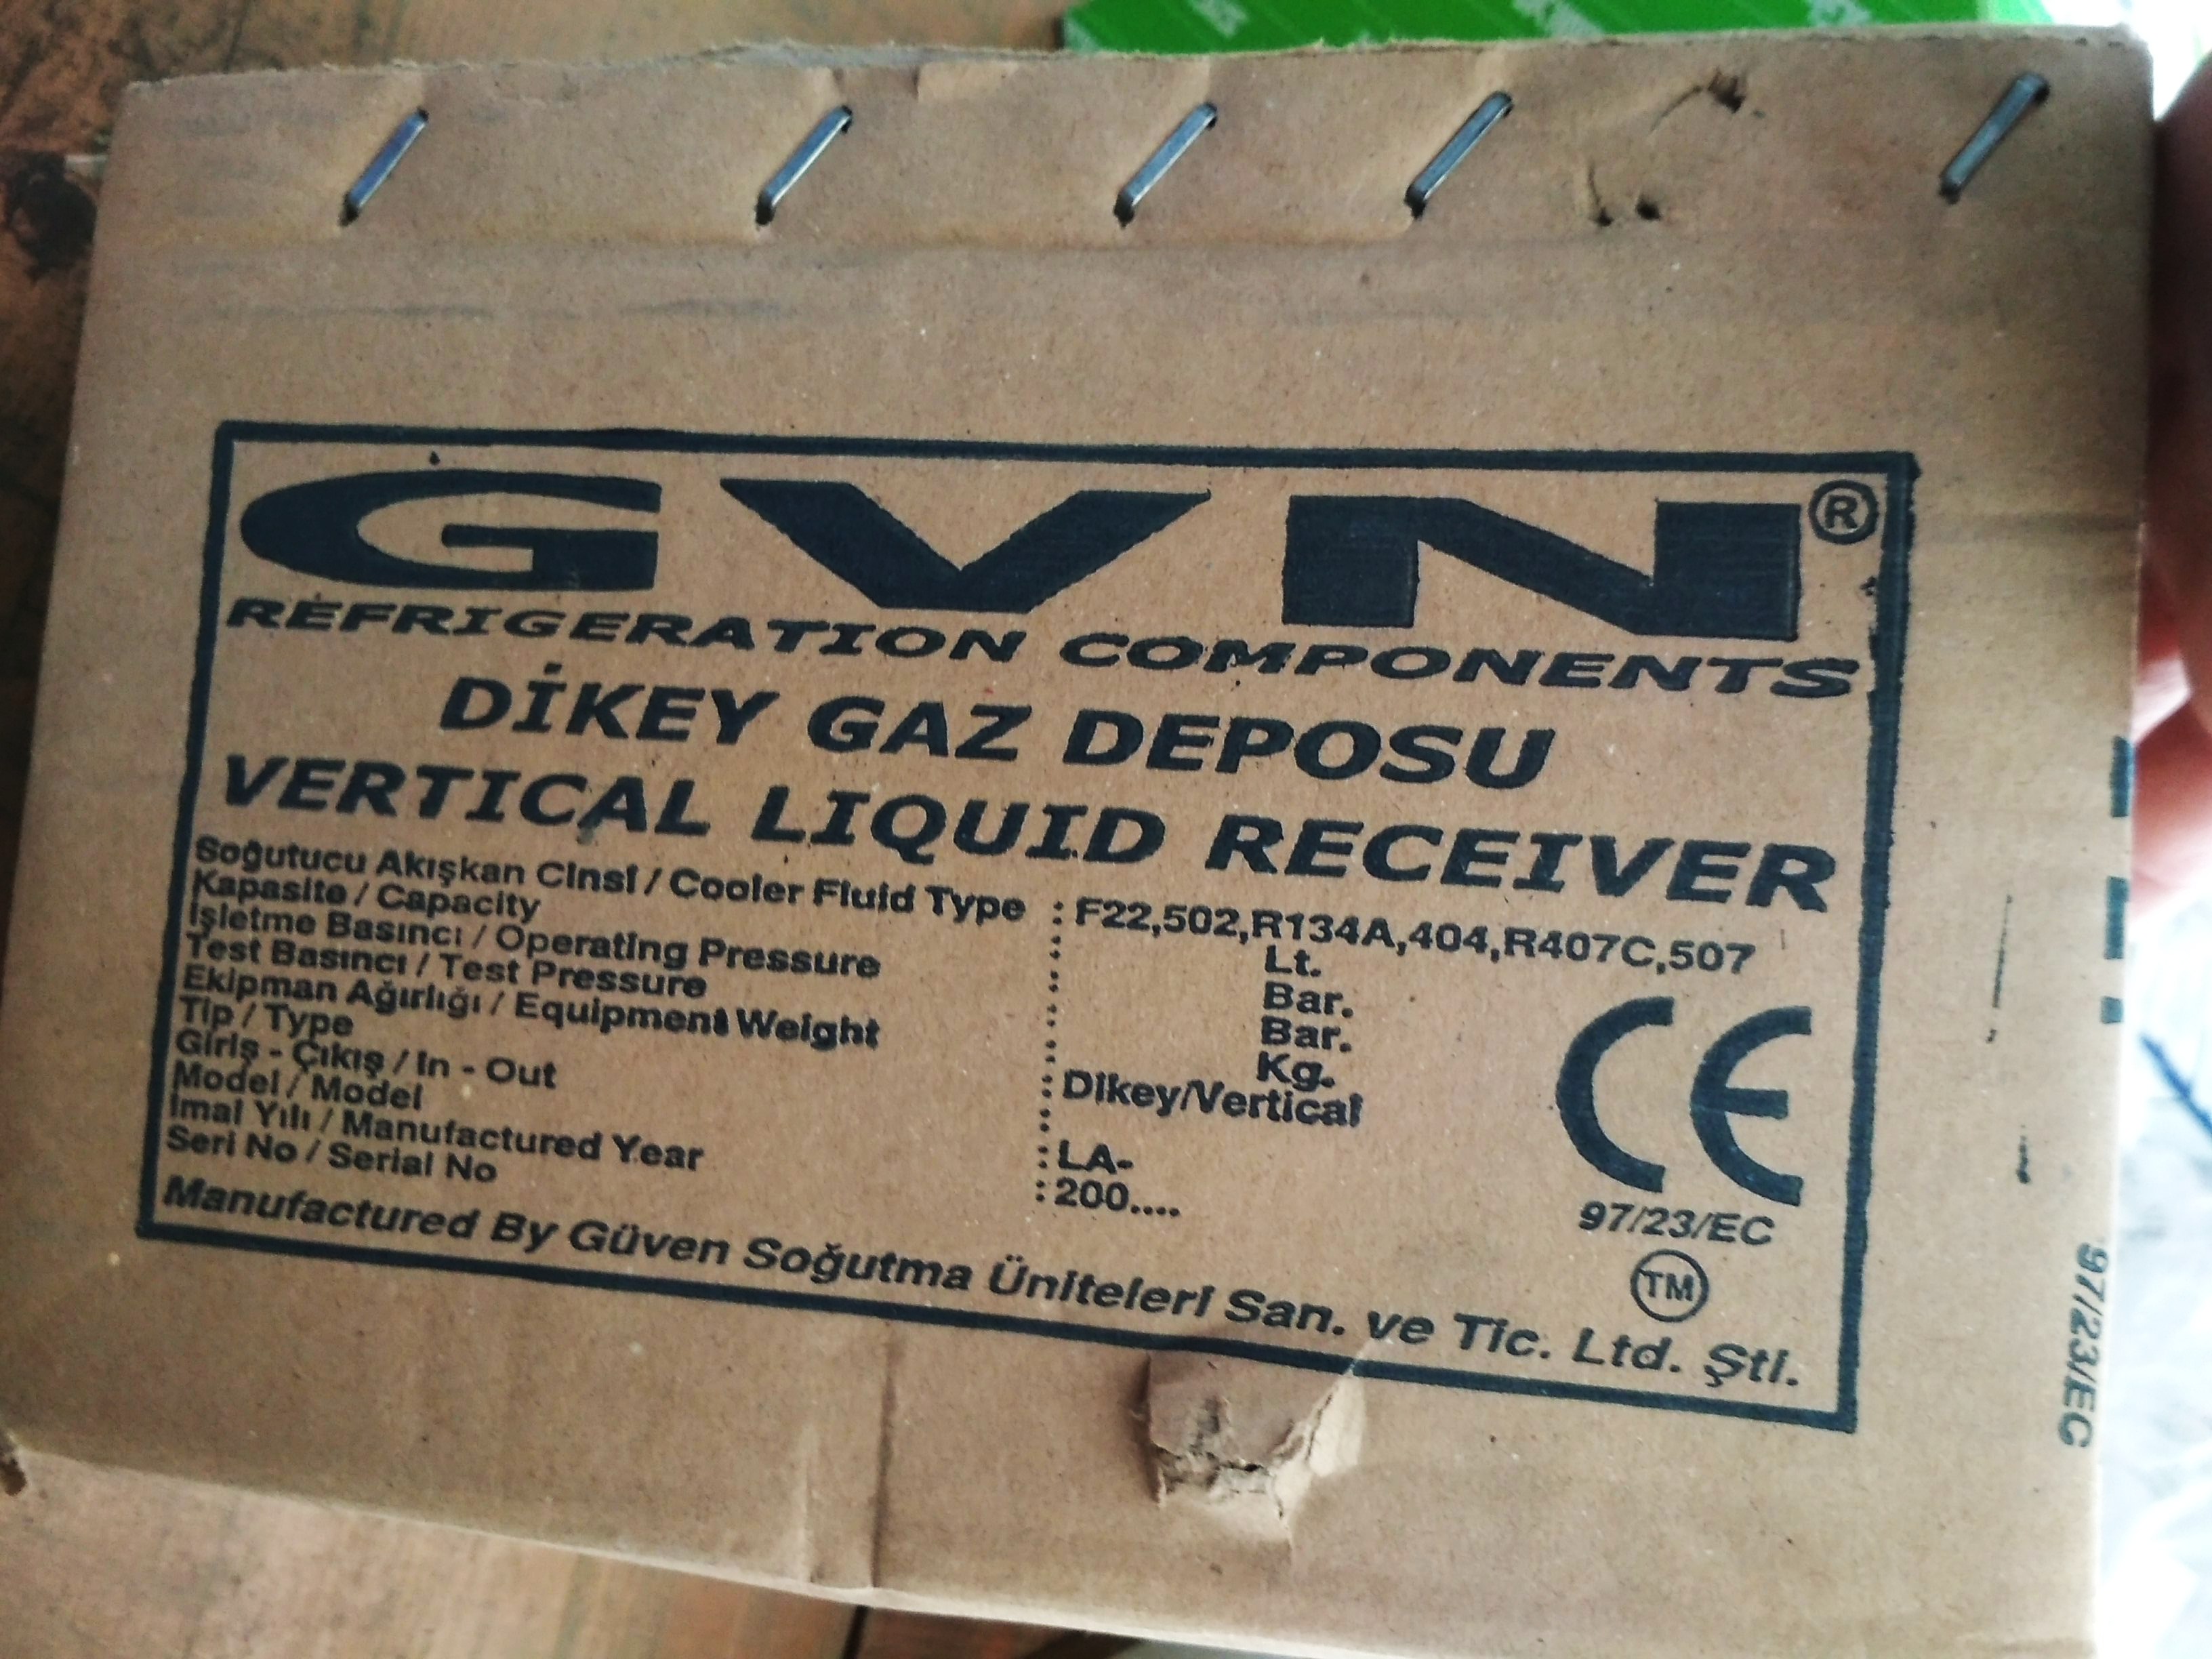 GVN®
REFRIGERATION COMPONENTS
DİKEY GAZ DEPOSU
VERTICAL LIQUID RECEIVER
Soğutucu Akışkan Cinsi / Cooler Fluid Type : F22,502,R134A,404,R407C,507
Kapasite / Capacity : Lt.
İşletme Basıncı / Operating Pressure : Bar.
Test Basıncı / Test Pressure : Bar.
Ekipman Ağırlığı / Equipment Weight : Kg.
Tip / Type : Dikey/Vertical
Giriş - Çıkış / In - Out :
Model / Model : LA-
İmal Yılı / Manufactured Year : 200....
Seri No / Serial No
CE
97/23/EC
TM
Manufactured By Güven Soğutma Üniteleri San. ve Tic. Ltd. Şti.
97/23/EC